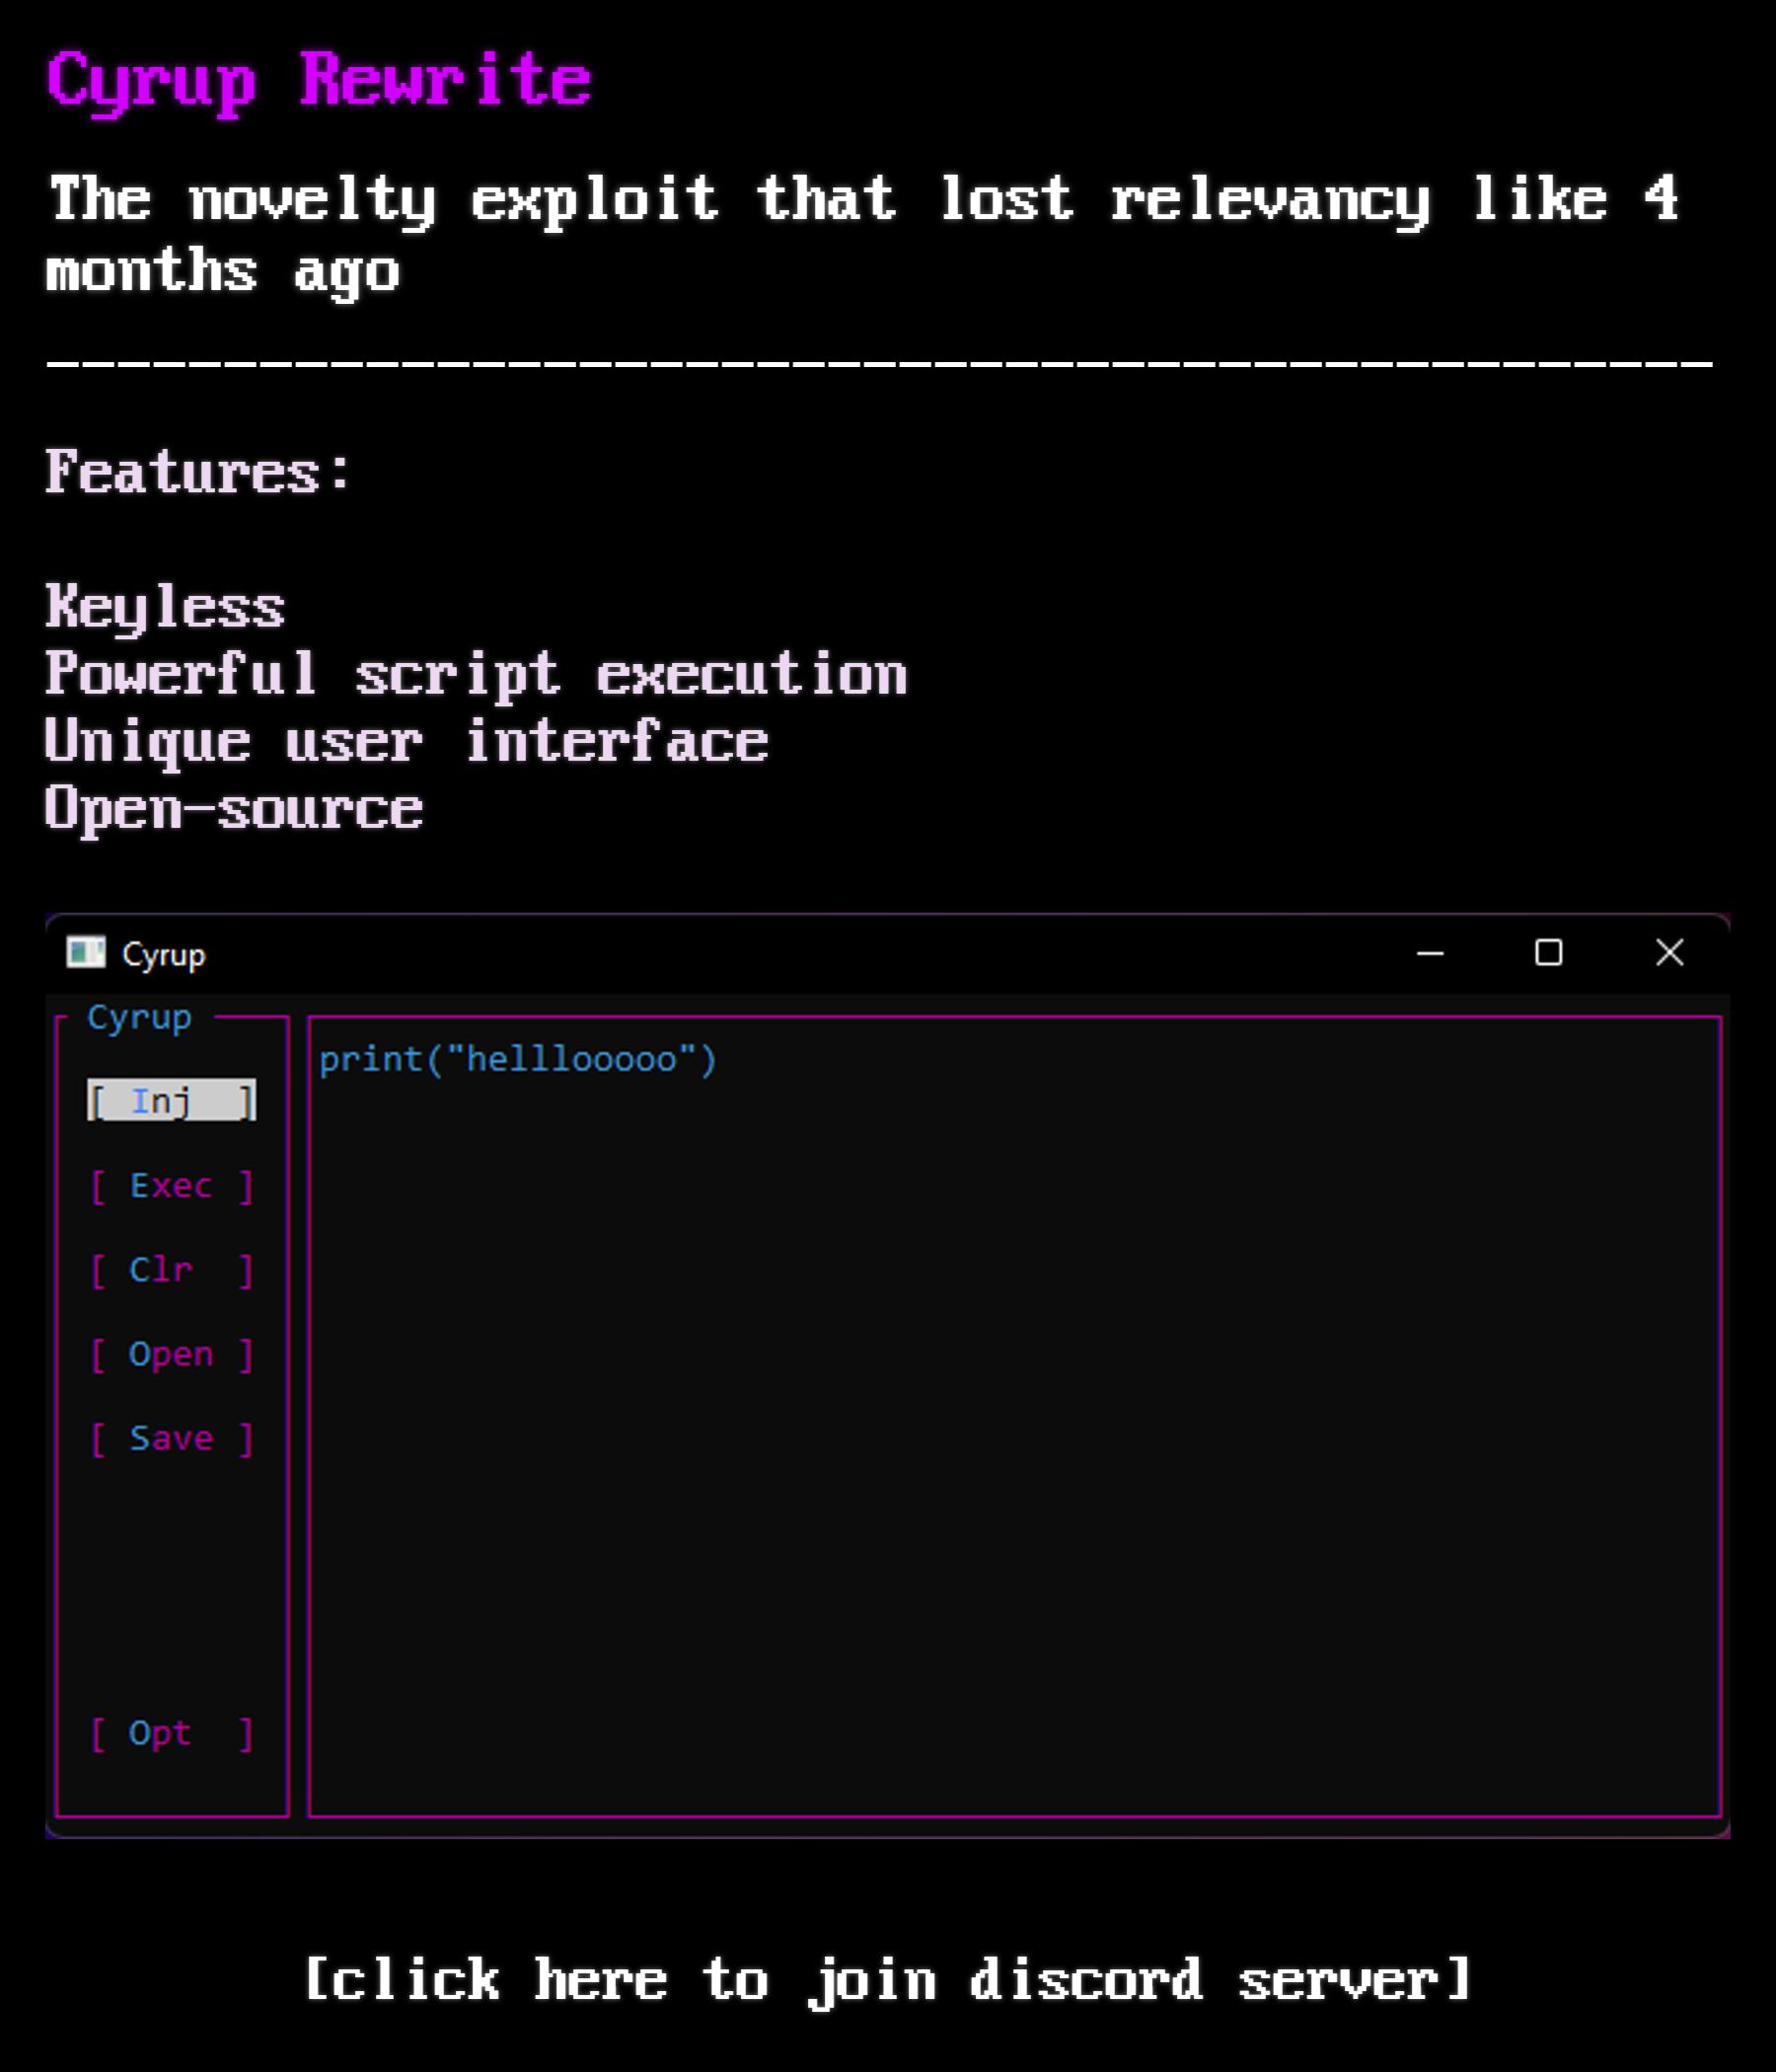 Cyrup Rewrite
The novelty exploit that lost relevancy like 4
months ago
-----------------------------------------------
Features:
Keyless
Powerful script execution
Unique user interface
Open-source
Cyrup
Cyrup
print("helllooooo")
[ Inj ]
[ Exec ]
[ Clr ]
[ Open ]
[ Save ]
[ Opt ]
[click here to join discord server]